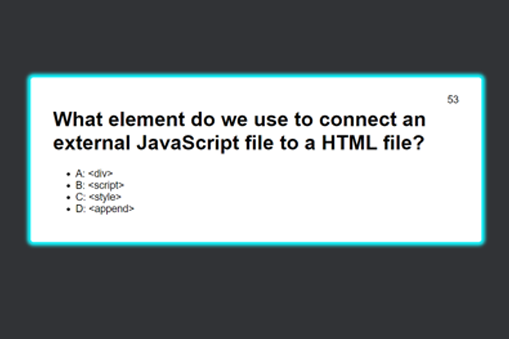 53
What element do we use to connect an
external JavaScript file to a HTML file?
• A: <div>
• B: <script>
• C: <style>
• D: <append>